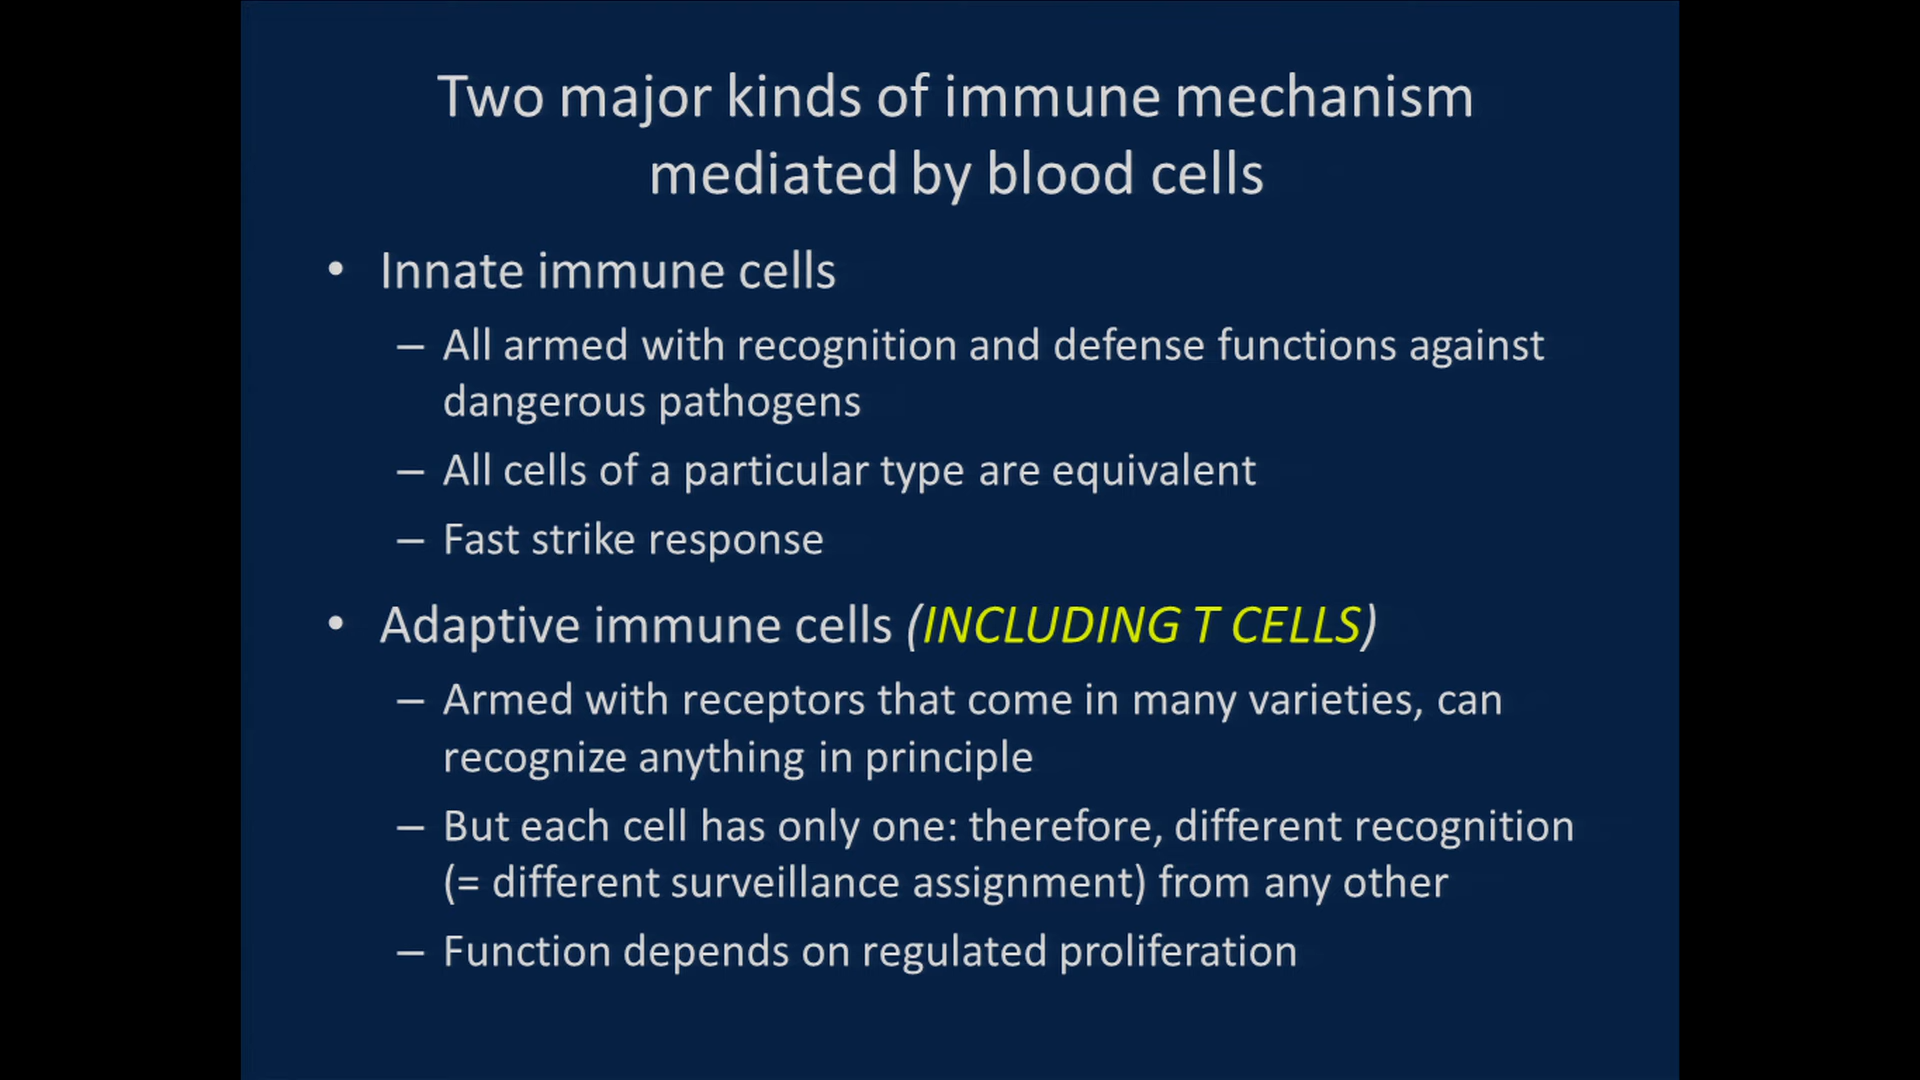 Two major kinds of immune mechanism
mediated by blood cells
• Innate immune cells
– All armed with recognition and defense functions against
dangerous pathogens
– All cells of a particular type are equivalent
– Fast strike response
• Adaptive immune cells (INCLUDING T CELLS)
– Armed with receptors that come in many varieties, can
recognize anything in principle
– But each cell has only one: therefore, different recognition
(= different surveillance assignment) from any other
– Function depends on regulated proliferation